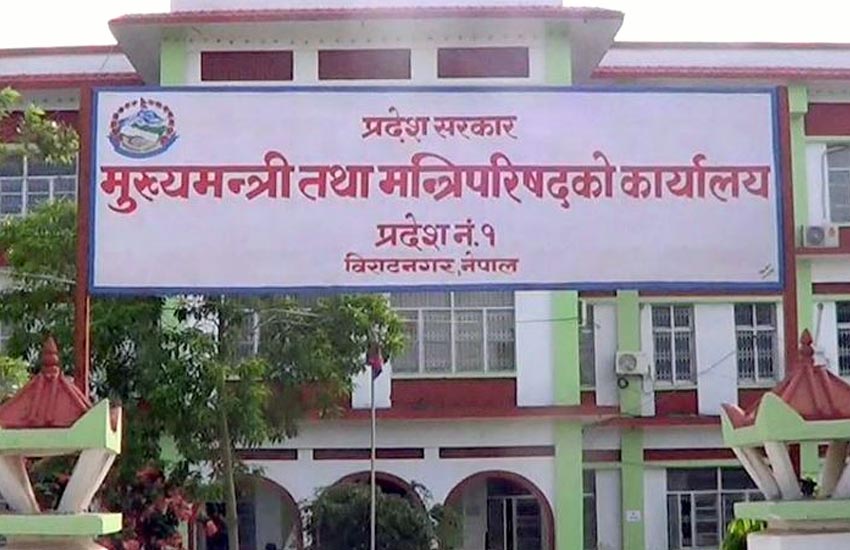 प्रदेश सरकार
मुख्यमन्त्री तथा मन्त्रिपरिषद्को कार्यालय
प्रदेश नं.१
विराटनगर,नेपाल